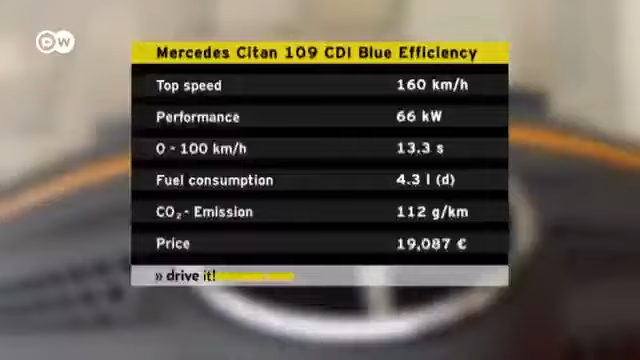 DW
Mercedes Citan 109 CDI Blue Efficiency
Top speed 160 km/h
Performance 66 kW
0 - 100 km/h 13.3 s
Fuel consumption 4.3 l (d)
CO₂ - Emission 112 g/km
Price 19,087 €
» drive it!